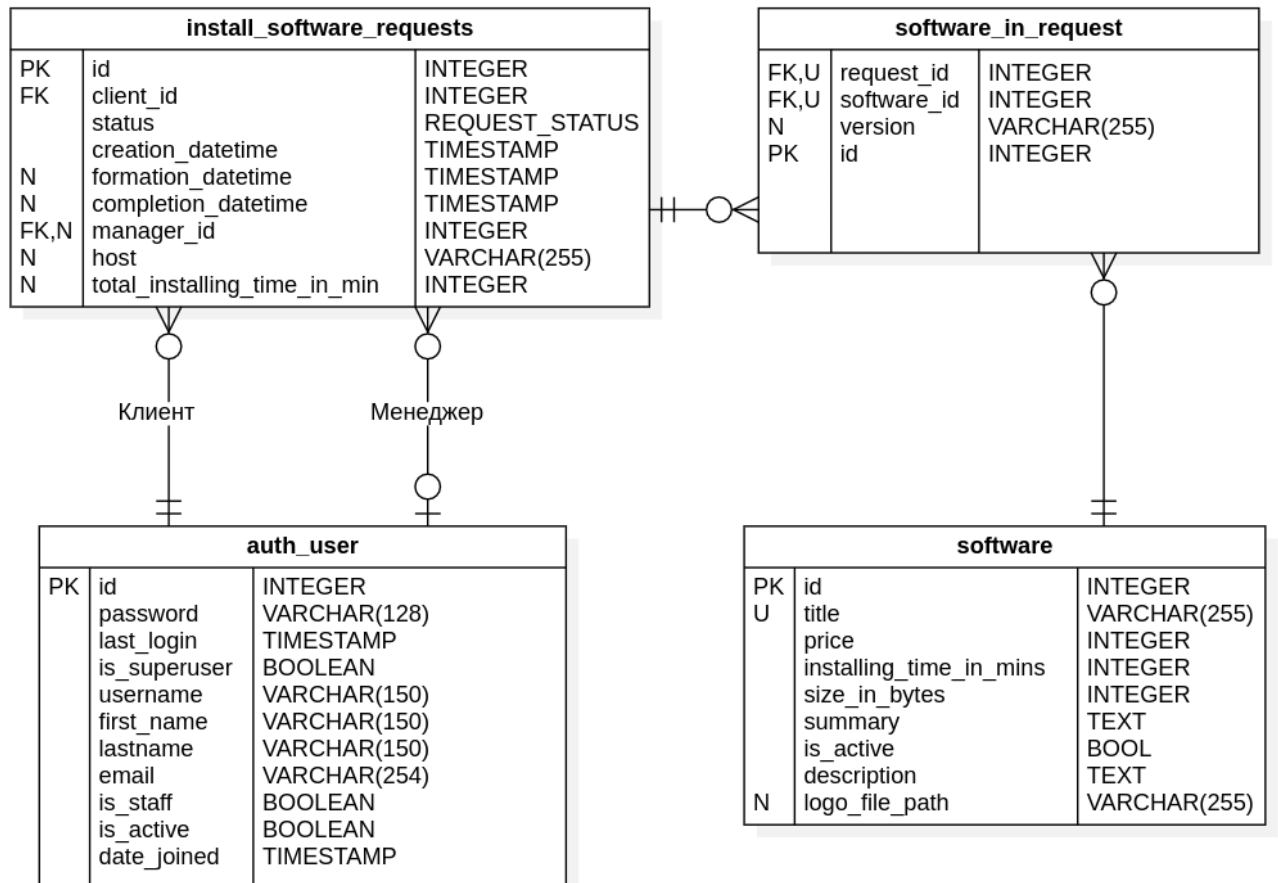 install_software_requests
PK id INTEGER
FK client_id INTEGER
status REQUEST_STATUS
creation_datetime TIMESTAMP
N formation_datetime TIMESTAMP
N completion_datetime TIMESTAMP
FK,N manager_id INTEGER
N host VARCHAR(255)
N total_installing_time_in_min INTEGER
software_in_request
FK,U request_id INTEGER
FK,U software_id INTEGER
N version VARCHAR(255)
PK id INTEGER
Клиент
Менеджер
auth_user
PK id INTEGER
password VARCHAR(128)
last_login TIMESTAMP
is_superuser BOOLEAN
username VARCHAR(150)
first_name VARCHAR(150)
lastname VARCHAR(150)
email VARCHAR(254)
is_staff BOOLEAN
is_active BOOLEAN
date_joined TIMESTAMP
software
PK id INTEGER
U title VARCHAR(255)
price INTEGER
installing_time_in_mins INTEGER
size_in_bytes INTEGER
summary TEXT
is_active BOOL
description TEXT
N logo_file_path VARCHAR(255)